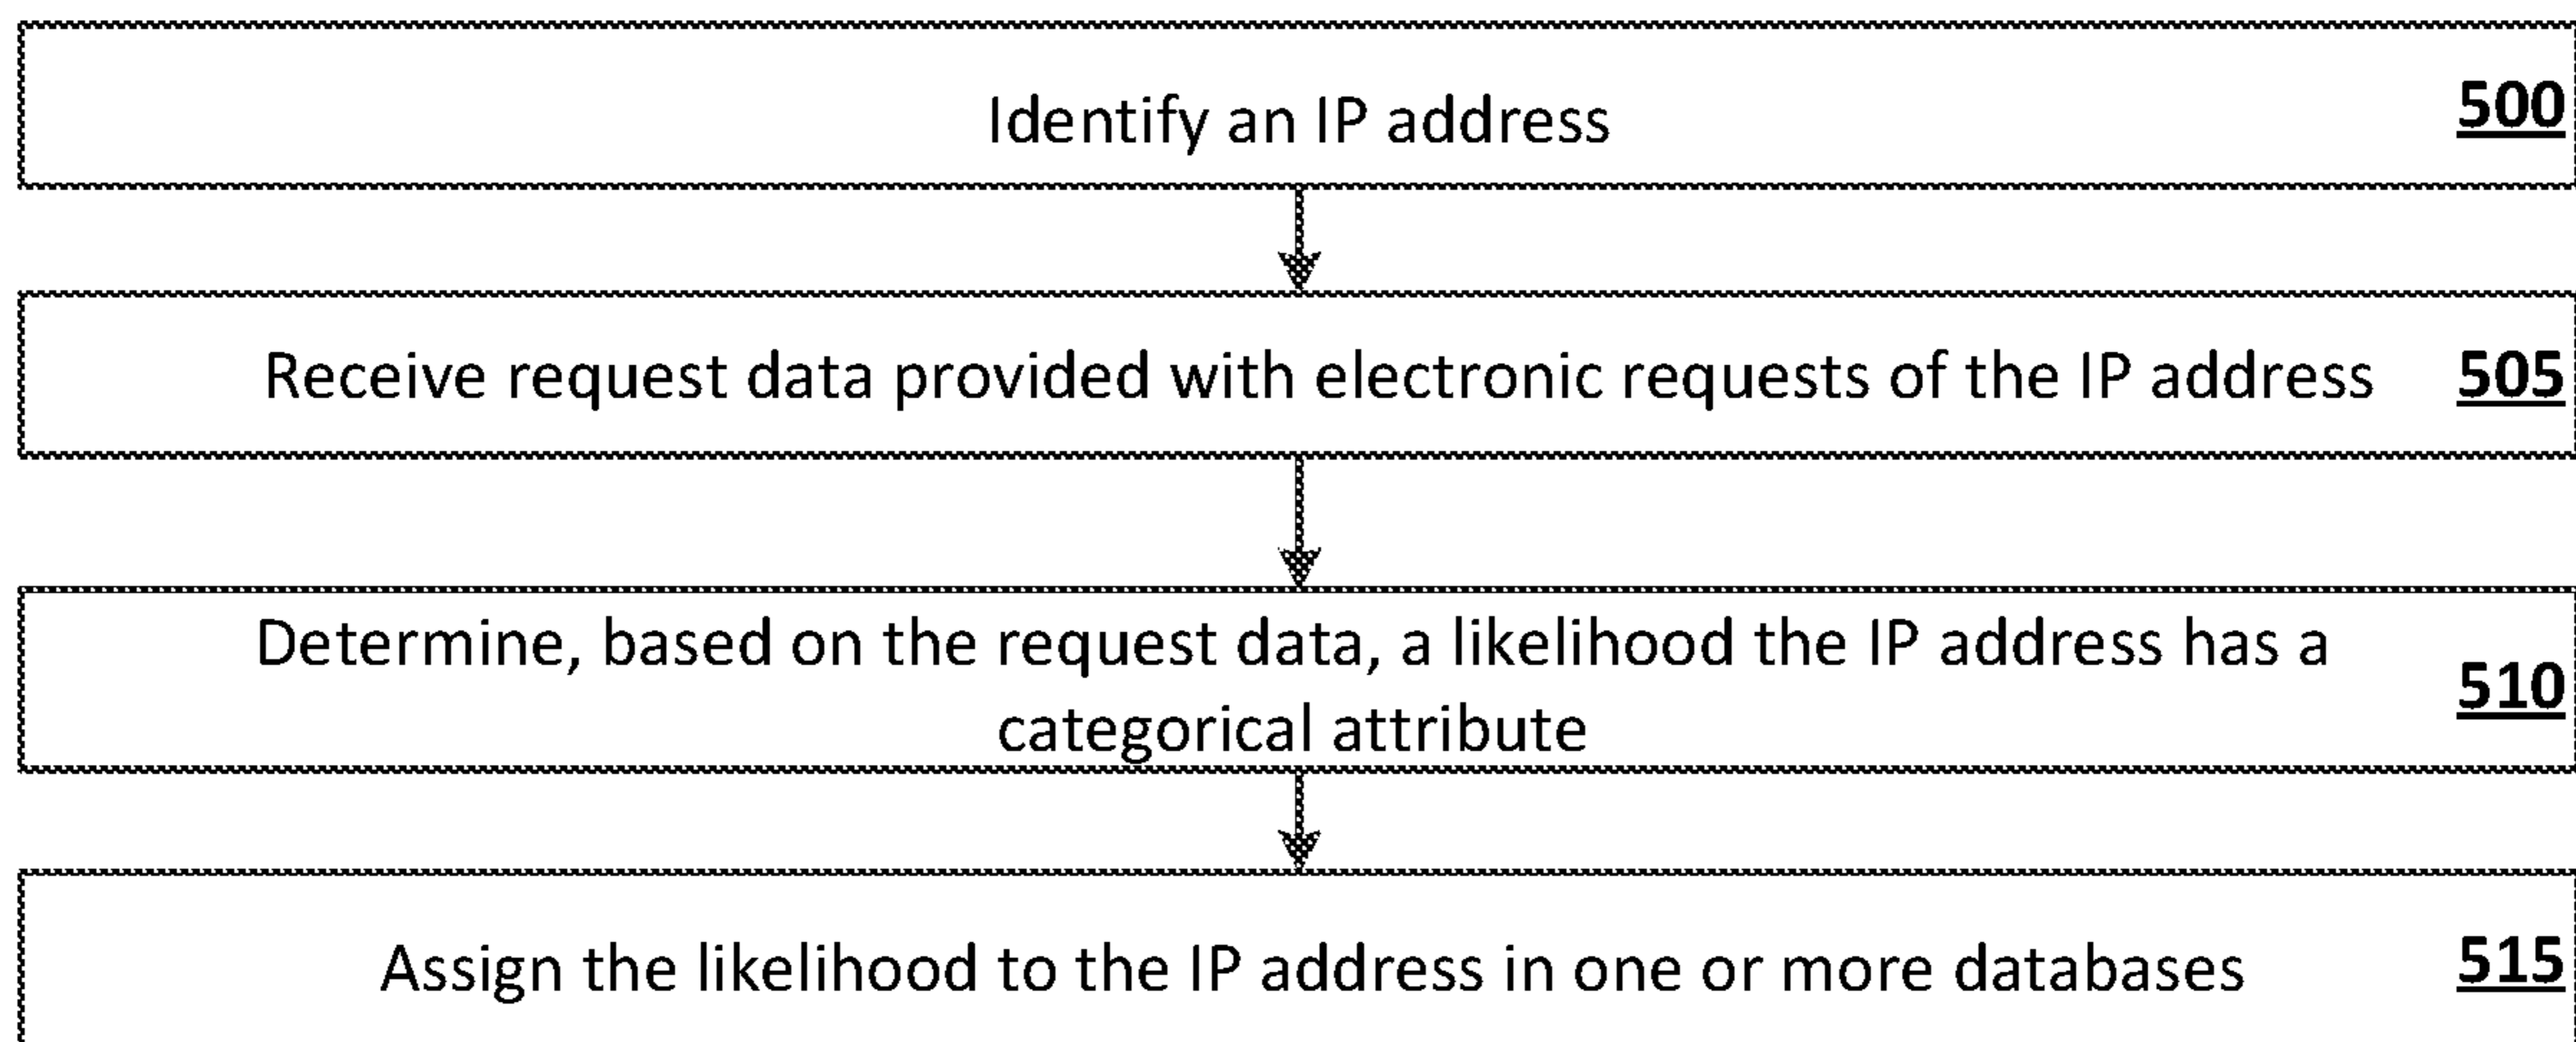 Identify an IP address 500
Receive request data provided with electronic requests of the IP address 505
Determine, based on the request data, a likelihood the IP address has a
categorical attribute 510
Assign the likelihood to the IP address in one or more databases 515